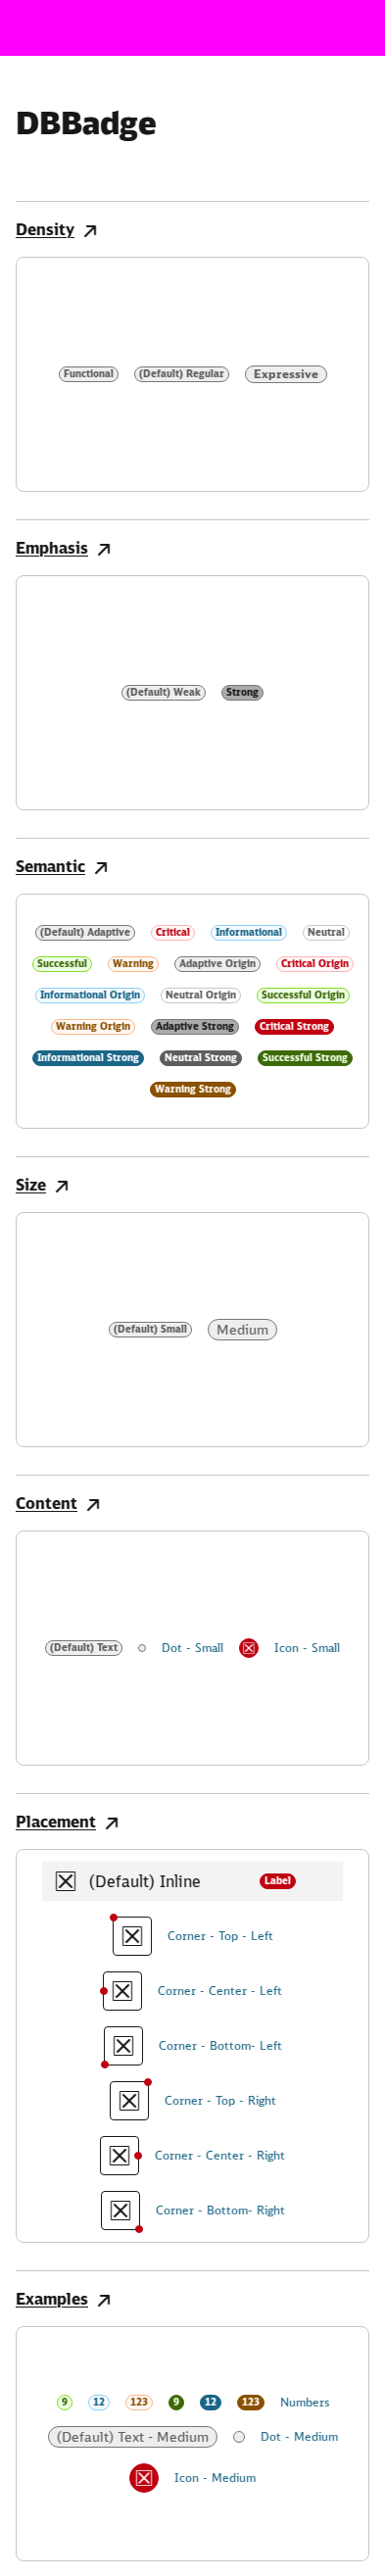 DBBadge
Density
Functional (Default) Regular Expressive
Emphasis
(Default) Weak Strong
Semantic
(Default) Adaptive Critical Informational Neutral
Successful Warning Adaptive Origin Critical Origin
Informational Origin Neutral Origin Successful Origin
Warning Origin Adaptive Strong Critical Strong
Informational Strong Neutral Strong Successful Strong
Warning Strong
Size
(Default) Small Medium
Content
(Default) Text Dot - Small Icon - Small
Placement
(Default) Inline Label
Corner - Top - Left
Corner - Center - Left
Corner - Bottom- Left
Corner - Top - Right
Corner - Center - Right
Corner - Bottom- Right
Examples
9 12 123 9 12 123 Numbers
(Default) Text - Medium Dot - Medium
Icon - Medium